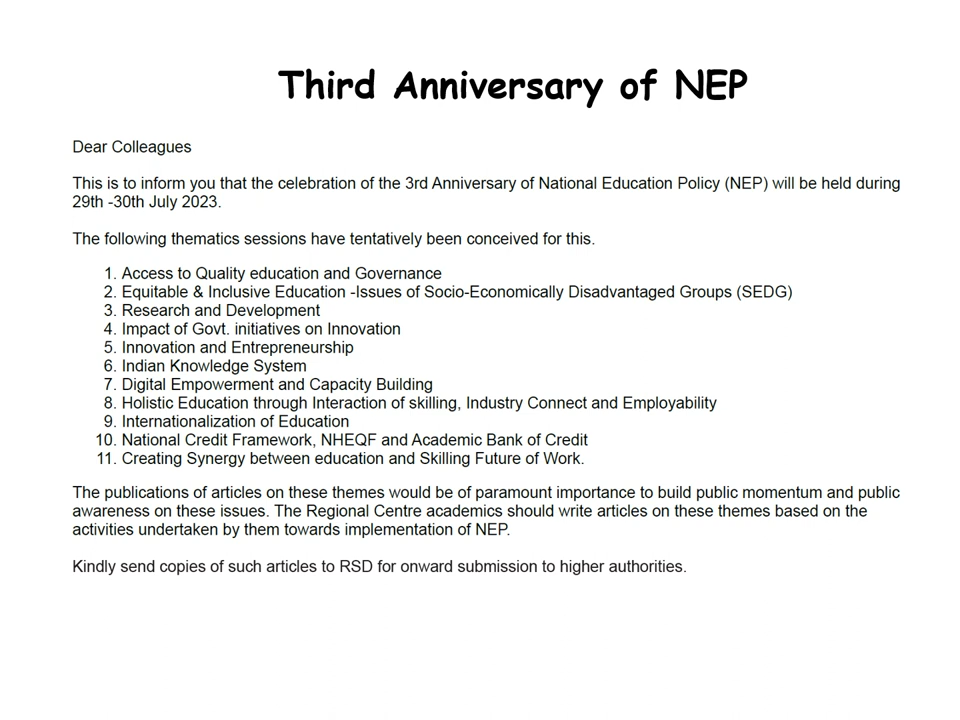 Third Anniversary of NEP
Dear Colleagues
This is to inform you that the celebration of the 3rd Anniversary of National Education Policy (NEP) will be held during
29th -30th July 2023.
The following thematics sessions have tentatively been conceived for this.
1. Access to Quality education and Governance
2. Equitable & Inclusive Education -Issues of Socio-Economically Disadvantaged Groups (SEDG)
3. Research and Development
4. Impact of Govt. initiatives on Innovation
5. Innovation and Entrepreneurship
6. Indian Knowledge System
7. Digital Empowerment and Capacity Building
8. Holistic Education through Interaction of skilling, Industry Connect and Employability
9. Internationalization of Education
10. National Credit Framework, NHEQF and Academic Bank of Credit
11. Creating Synergy between education and Skilling Future of Work.
The publications of articles on these themes would be of paramount importance to build public momentum and public
awareness on these issues. The Regional Centre academics should write articles on these themes based on the
activities undertaken by them towards implementation of NEP.
Kindly send copies of such articles to RSD for onward submission to higher authorities.